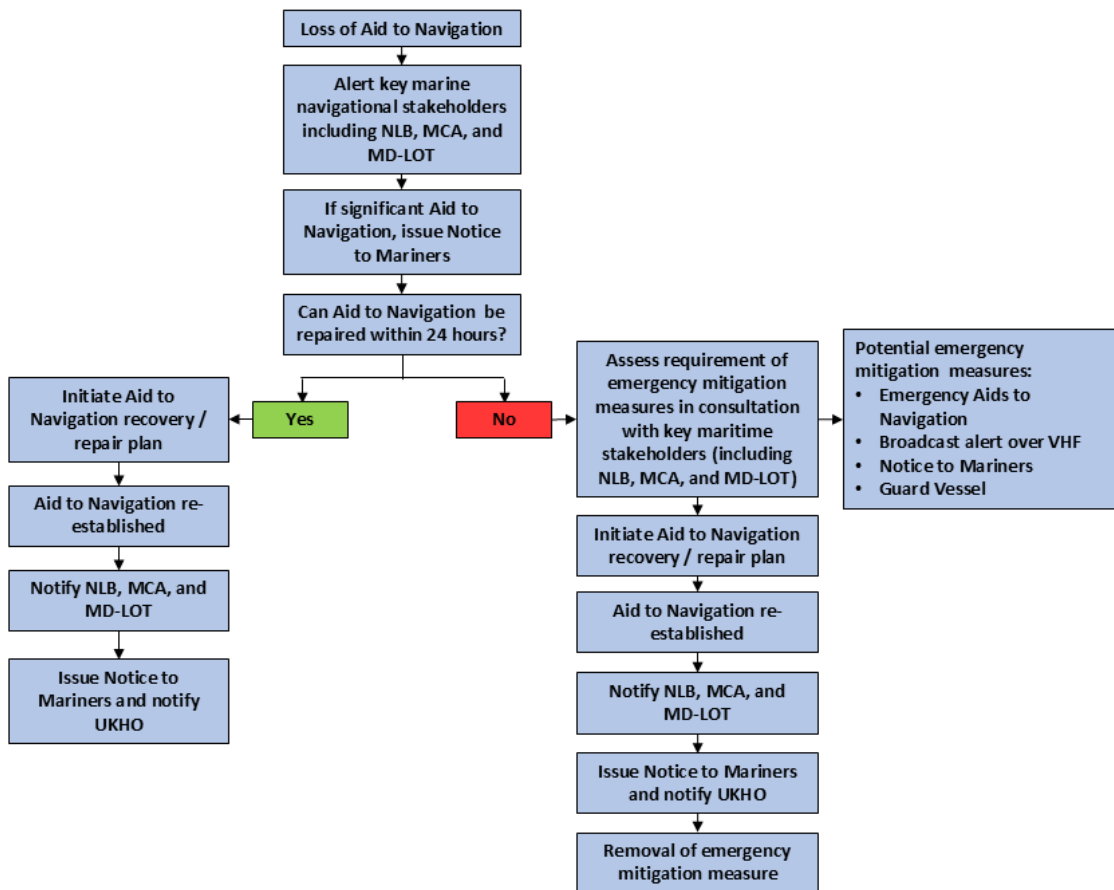 Loss of Aid to Navigation
Alert key marine
navigational stakeholders
including NLB, MCA, and
MD-LOT
If significant Aid to
Navigation, issue Notice
to Mariners
Can Aid to Navigation be
repaired within 24 hours?
Yes
No
Initiate Aid to
Navigation recovery /
repair plan
Aid to Navigation re-
established
Notify NLB, MCA, and
MD-LOT
Issue Notice to
Mariners and notify
UKHO
Assess requirement of
emergency mitigation
measures in consultation
with key maritime
stakeholders (including
NLB, MCA, and MD-LOT)
Potential emergency
mitigation measures:
• Emergency Aids to
Navigation
• Broadcast alert over VHF
• Notice to Mariners
• Guard Vessel
Initiate Aid to Navigation
recovery / repair plan
Aid to Navigation re-
established
Notify NLB, MCA, and
MD-LOT
Issue Notice to Mariners
and notify UKHO
Removal of emergency
mitigation measure